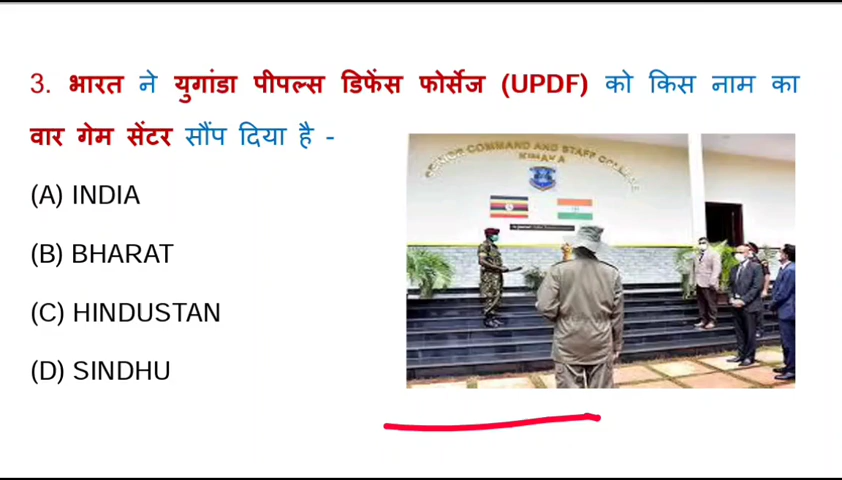 3. भारत ने युगांडा पीपल्स डिफेंस फोर्सेज (UPDF) को किस नाम का
वार गेम सेंटर सौंप दिया है -
(A) INDIA
(B) BHARAT
(C) HINDUSTAN
(D) SINDHU
SENIOR COMMAND AND STAFF COLLEGE
KIMAKA